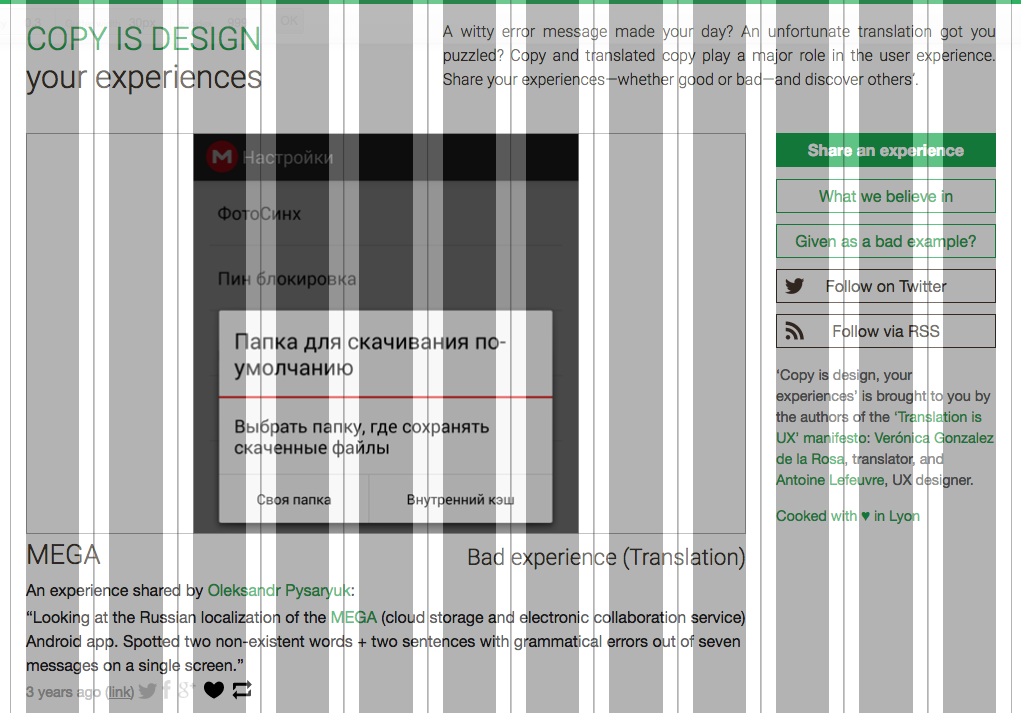 COPY IS DESIGN
your experiences
A witty error message made your day? An unfortunate translation got you
puzzled? Copy and translated copy play a major role in the user experience.
Share your experiences—whether good or bad—and discover others’.
Настройки
ФотоСинх
Пин блокировка
Папка для скачивания по-
умолчанию
Выбрать папку, где сохранять
скаченные файлы
Своя папка
Внутренний кэш
MEGA
Bad experience (Translation)
An experience shared by Oleksandr Pysaryuk:
“Looking at the Russian localization of the MEGA (cloud storage and electronic collaboration service)
Android app. Spotted two non-existent words + two sentences with grammatical errors out of seven
messages on a single screen.”
3 years ago (link)
Share an experience
What we believe in
Given as a bad example?
Follow on Twitter
Follow via RSS
‘Copy is design, your
experiences’ is brought to you by
the authors of the ‘Translation is
UX’ manifesto: Verónica Gonzalez
de la Rosa, translator, and
Antoine Lefeuvre, UX designer.
Cooked with ♥ in Lyon